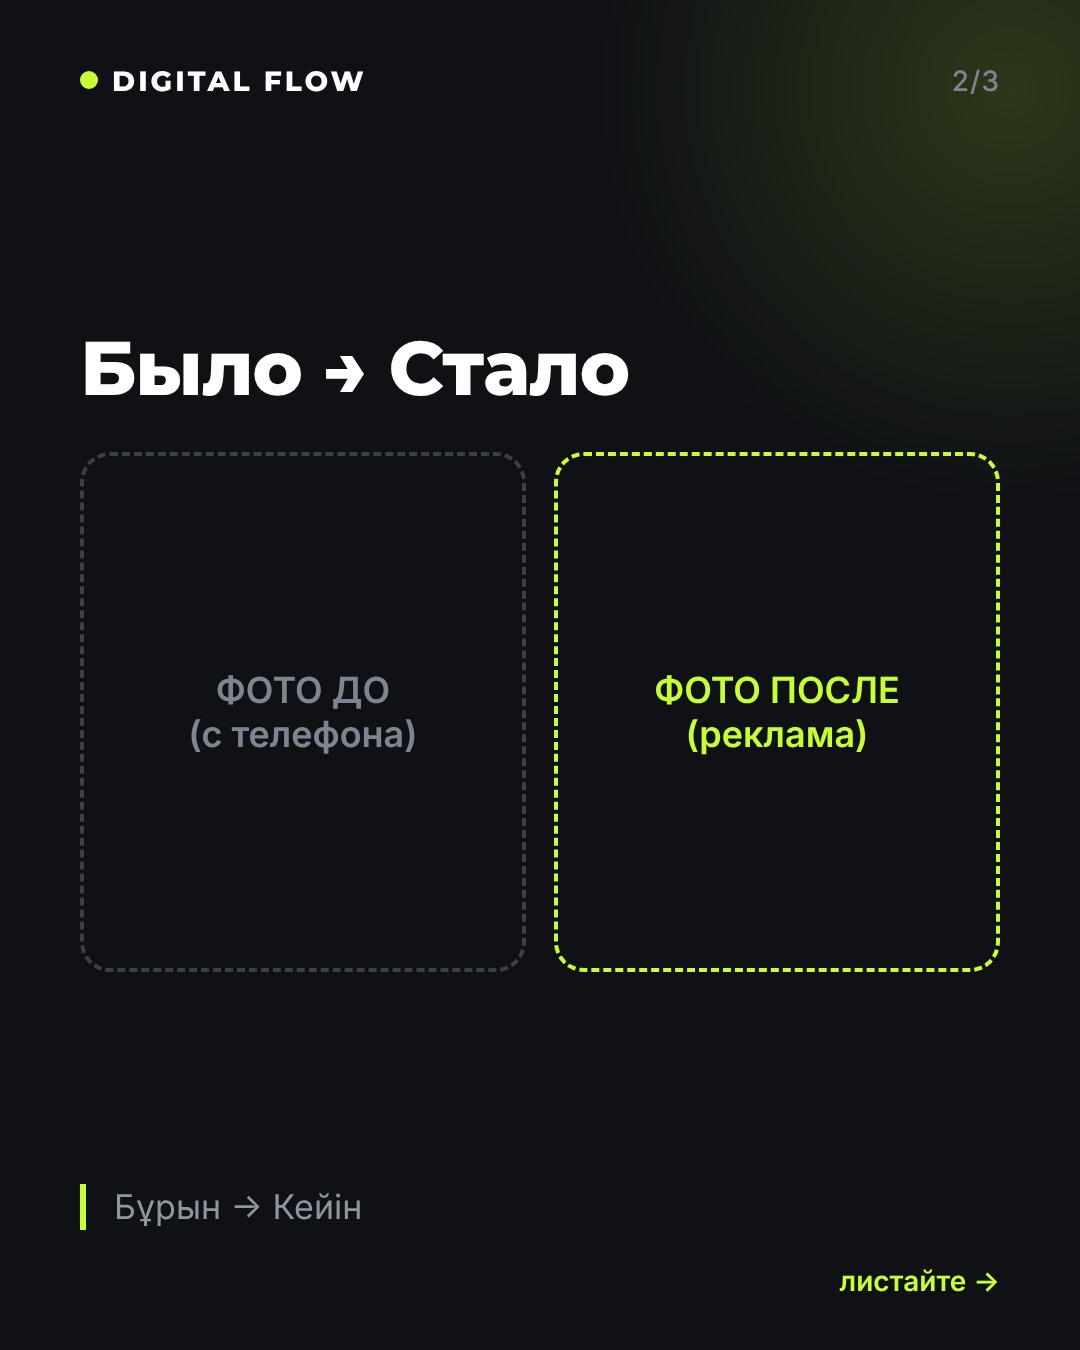 DIGITAL FLOW
2/3
Было → Стало
ФОТО ДО
(с телефона)
ФОТО ПОСЛЕ
(реклама)
Бұрын → Кейін
листайте →